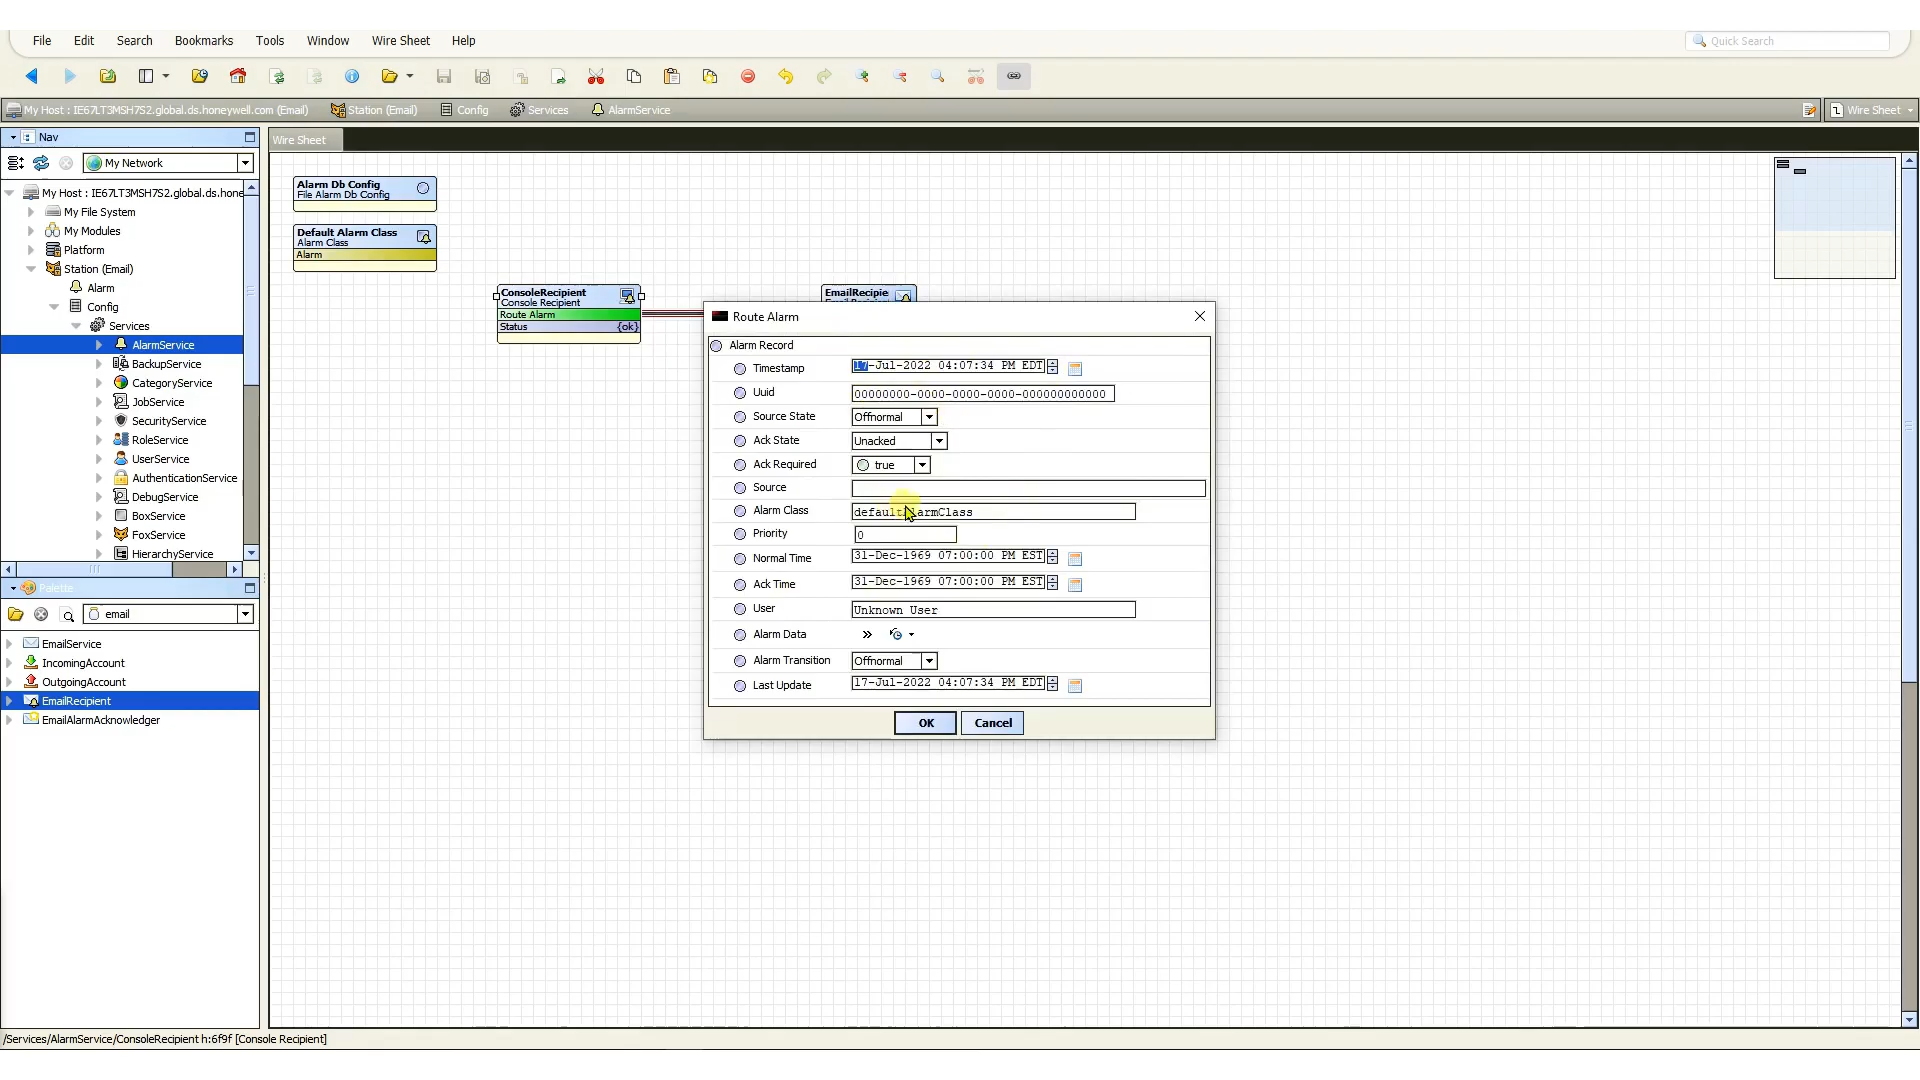 File Edit Search Bookmarks Tools Window Wire Sheet Help
Quick Search
My Host : IE67LT3MSH7S2.global.ds.honeywell.com (Email) Station (Email) Config Services AlarmService Wire Sheet
Nav
My Network
My Host : IE67LT3MSH7S2.global.ds.hone
My File System
My Modules
Platform
Station (Email)
Alarm
Config
Services
AlarmService
BackupService
CategoryService
JobService
SecurityService
RoleService
UserService
AuthenticationService
DebugService
BoxService
FoxService
HierarchyService
Palette
email
EmailService
IncomingAccount
OutgoingAccount
EmailRecipient
EmailAlarmAcknowledger
Wire Sheet
Alarm Db Config
File Alarm Db Config
Default Alarm Class
Alarm Class
Alarm
ConsoleRecipient
Console Recipient
Route Alarm
Status {ok}
EmailRecipie
Route Alarm
Alarm Record
Timestamp 17-Jul-2022 04:07:34 PM EDT
Uuid 00000000-0000-0000-0000-000000000000
Source State Offnormal
Ack State Unacked
Ack Required true
Source
Alarm Class defaultAlarmClass
Priority 0
Normal Time 31-Dec-1969 07:00:00 PM EST
Ack Time 31-Dec-1969 07:00:00 PM EST
User Unknown User
Alarm Data »
Alarm Transition Offnormal
Last Update 17-Jul-2022 04:07:34 PM EDT
OK Cancel
/Services/AlarmService/ConsoleRecipient h:6f9f [Console Recipient]